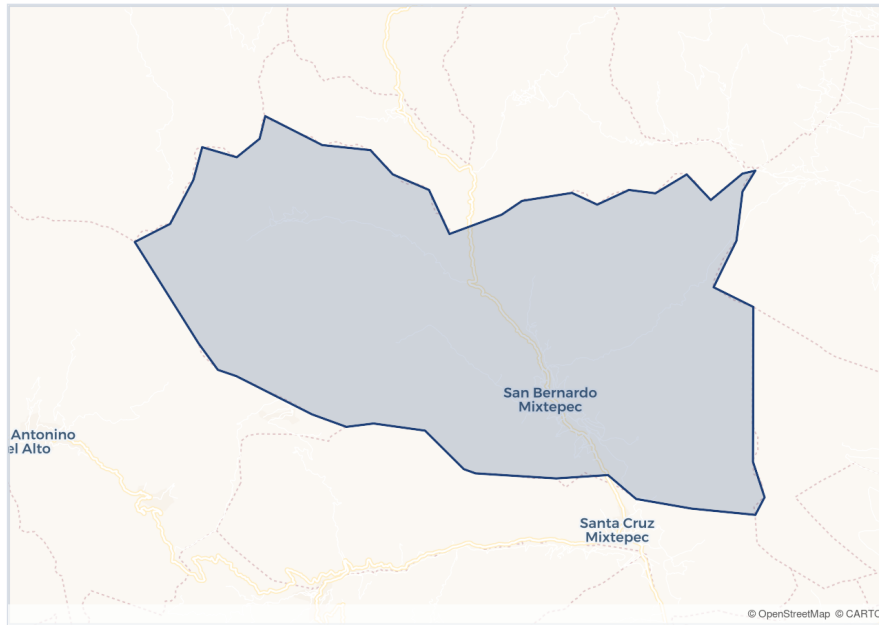 San Bernardo
Mixtepec
Antonino
el Alto
Santa Cruz
Mixtepec
© OpenStreetMap © CARTO